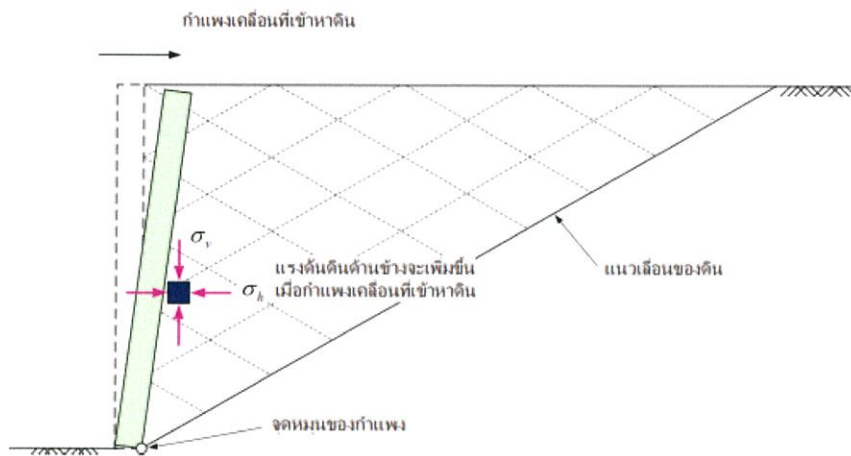 กำแพงเคลื่อนที่เข้าหาดิน
σv
แรงดันดินด้านข้างจะเพิ่มขึ้น
แนวเลื่อนของดิน
σh เมื่อกำแพงเคลื่อนที่เข้าหาดิน
จุดหมุนของกำแพง